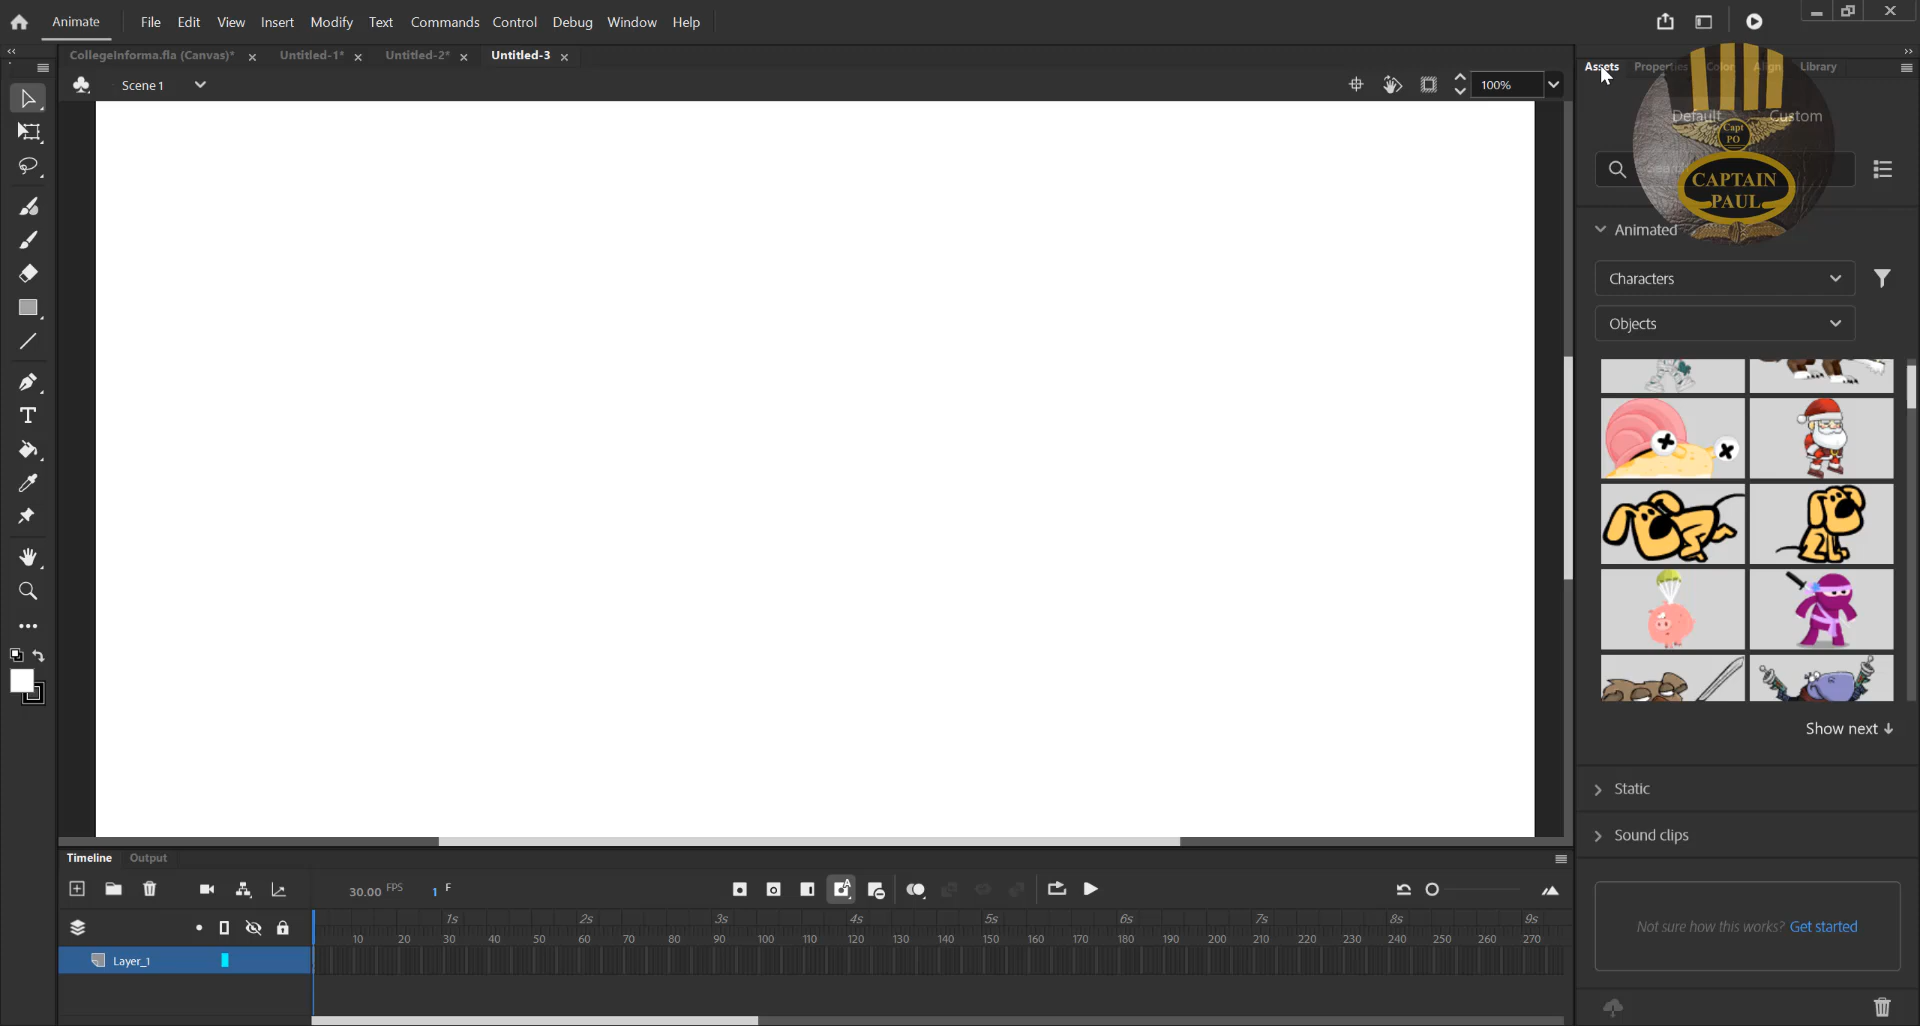 Animate File Edit View Insert Modify Text Commands Control Debug Window Help
CollegeInforma.fla (Canvas)* Untitled-1* Untitled-2* Untitled-3
Scene 1 100%
Assets Properties Color Align Library
Default Custom
Capt
PO
CAPTAIN
PAUL
Animated
Characters
Objects
Show next
Static
Sound clips
Not sure how this works? Get started
Timeline Output
30.00 FPS 1 F
1s 2s 3s 4s 5s 6s 7s 8s 9s
10 20 30 40 50 60 70 80 90 100 110 120 130 140 150 160 170 180 190 200 210 220 230 240 250 260 270
Layer_1